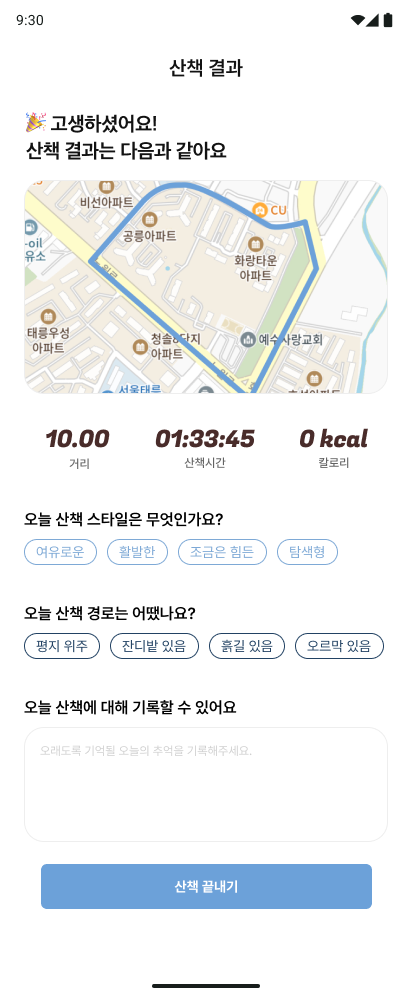 9:30
산책 결과
🎉 고생하셨어요!
산책 결과는 다음과 같아요
비선아파트
CU
공릉아파트
-oil
유소
화랑타운
아파트
태릉우성
아파트
청솔8단지
아파트
예수사랑교회
서울태릉
10.00
01:33:45
0 kcal
거리
산책시간
칼로리
오늘 산책 스타일은 무엇인가요?
여유로운
활발한
조금은 힘든
탐색형
오늘 산책 경로는 어땠나요?
평지 위주
잔디밭 있음
흙길 있음
오르막 있음
오늘 산책에 대해 기록할 수 있어요
오래도록 기억될 오늘의 추억을 기록해주세요.
산책 끝내기